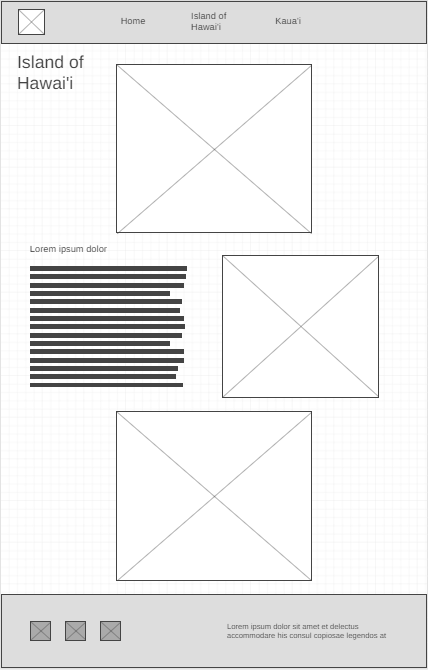 Home
Island of
Hawai'i
Kaua'i
Island of
Hawai'i
Lorem ipsum dolor
Lorem ipsum dolor sit amet et delectus
accommodare his consul copiosae legendos at